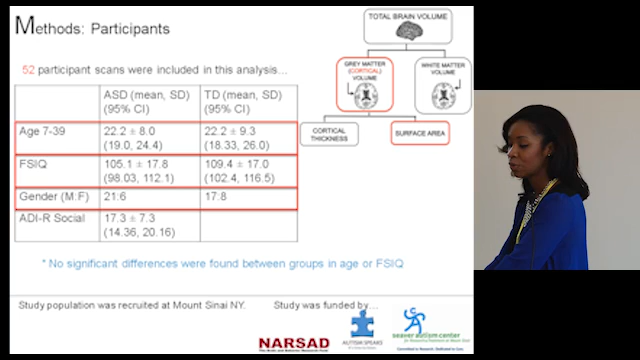 Methods: Participants
52 participant scans were included in this analysis...
ASD (mean, SD) (95% CI)
TD (mean, SD) (95% CI)
Age 7-39
22.2 ± 8.0 (19.0, 24.4)
22.2 ± 9.3 (18.33, 26.0)
FSIQ
105.1 ± 17.8 (98.03, 112.1)
109.4 ± 17.0 (102.4, 116.5)
Gender (M:F)
21:6
17:8
ADI-R Social
17.3 ± 7.3 (14.36, 20.16)
* No significant differences were found between groups in age or FSIQ
TOTAL BRAIN VOLUME
GREY MATTER
(CORTICAL)
VOLUME
WHITE MATTER
VOLUME
CORTICAL
THICKNESS
SURFACE AREA
Study population was recruited at Mount Sinai NY.
Study was funded by...
NARSAD
AUTISM SPEAKS
seaver autism center